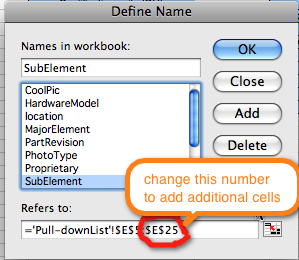 Define Name
Names in workbook:
OK
SubElement
Close
CoolPic
HardwareModel
location
MajorElement
PartRevision
PhotoType
Proprietary
SubElement
Add
Delete
change this number
to add additional cells
Refers to:
='Pull-downList'!$E$5:$E$25